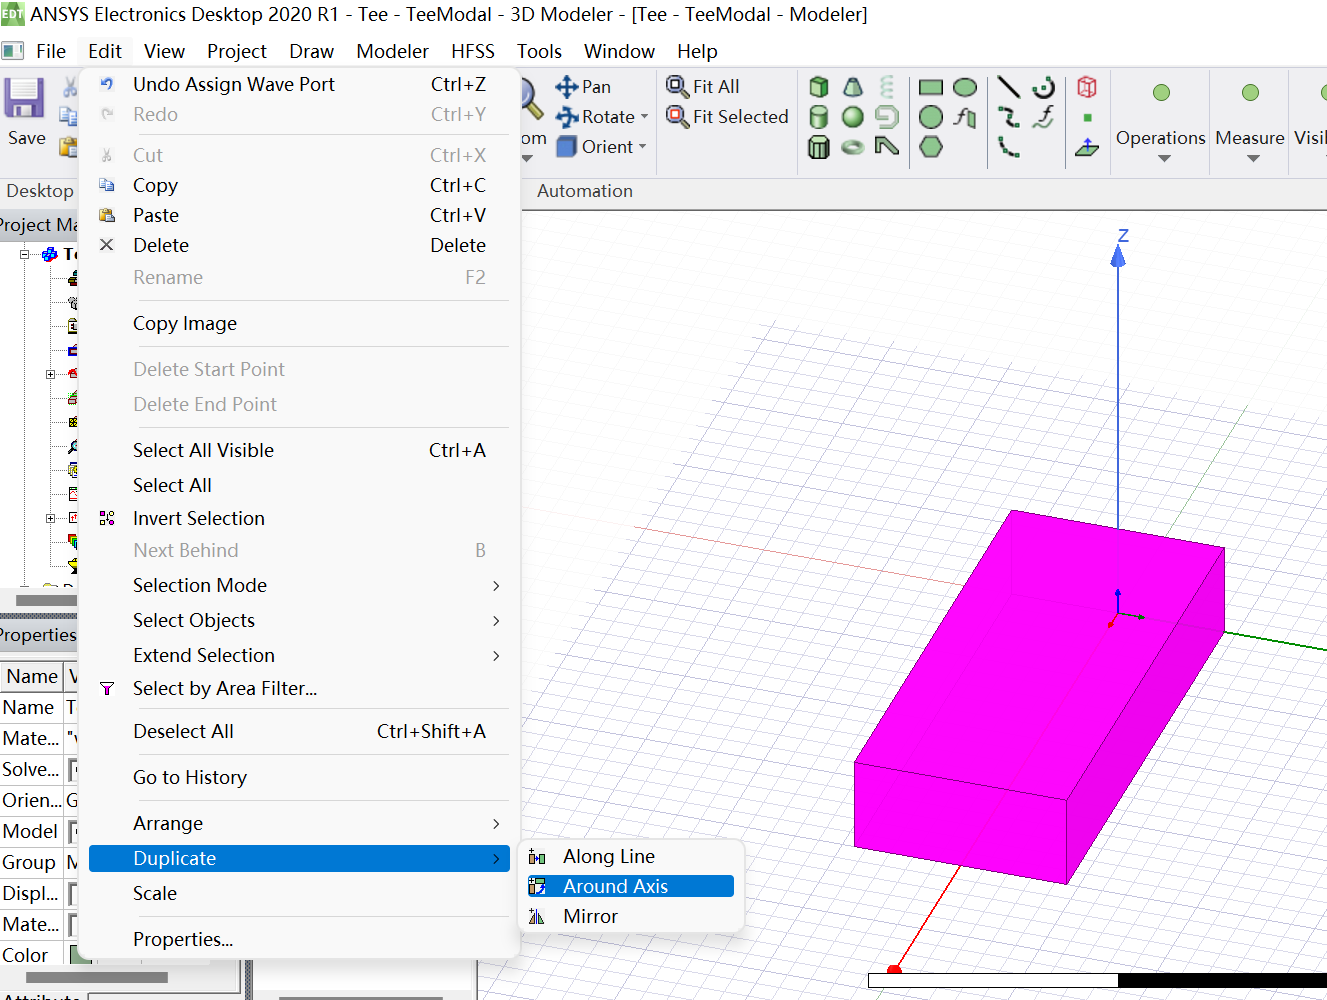 EDT ANSYS Electronics Desktop 2020 R1 - Tee - TeeModal - 3D Modeler - [Tee - TeeModal - Modeler]
File Edit View Project Draw Modeler HFSS Tools Window Help
Save
Desktop
Undo Assign Wave Port Ctrl+Z
Redo Ctrl+Y
Cut Ctrl+X
Copy Ctrl+C
Paste Ctrl+V
Delete Delete
Rename F2
Copy Image
Delete Start Point
Delete End Point
Select All Visible Ctrl+A
Select All
Invert Selection
Next Behind B
Selection Mode
Select Objects
Extend Selection
Select by Area Filter...
Deselect All Ctrl+Shift+A
Go to History
Arrange
Duplicate
Scale
Properties...
Along Line
Around Axis
Mirror
om
Pan
Rotate
Orient
Fit All
Fit Selected
Operations
Measure
Visi
Automation
Project Ma
Te
Properties
Name V
Name T
Mate... "v
Solve...
Orien... G
Model
Group M
Displ...
Mate...
Color
Z